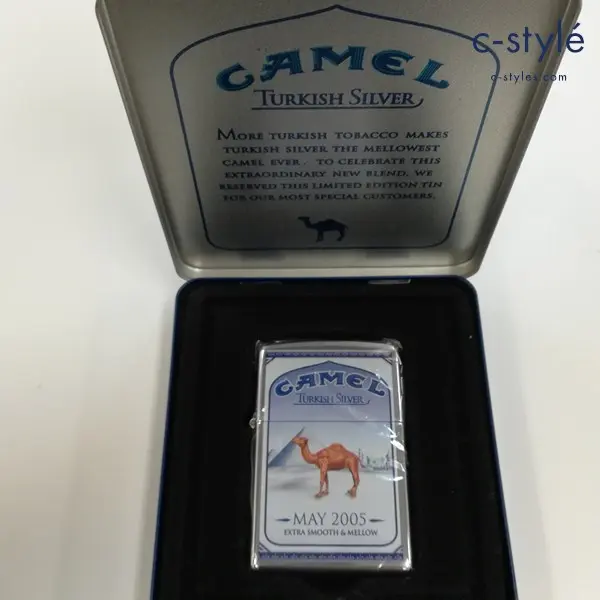 c-stylé
c-styles.com
CAMEL
TURKISH SILVER
MORE TURKISH TOBACCO MAKES
TURKISH SILVER THE MELLOWEST
CAMEL EVER. TO CELEBRATE THIS
EXTRAORDINARY NEW BLEND, WE
RESERVED THIS LIMITED EDITION TIN
FOR OUR MOST SPECIAL CUSTOMERS.
CAMEL
TURKISH SILVER
MAY 2005
EXTRA SMOOTH & MELLOW